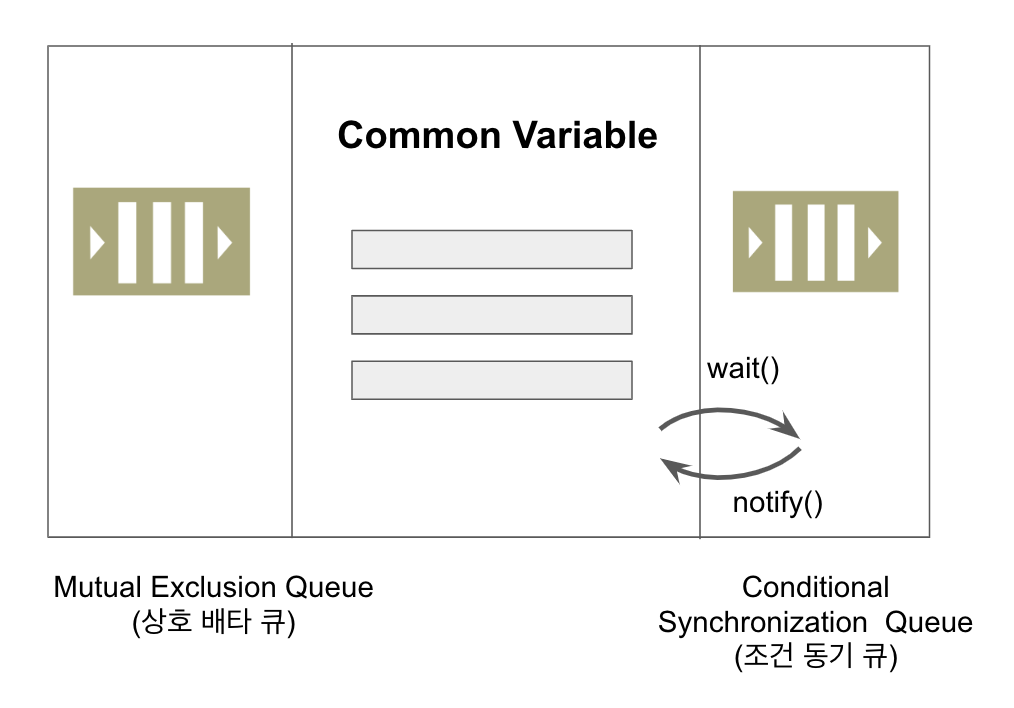 Common Variable
wait()
notify()
Mutual Exclusion Queue
(상호 배타 큐)
Conditional
Synchronization Queue
(조건 동기 큐)